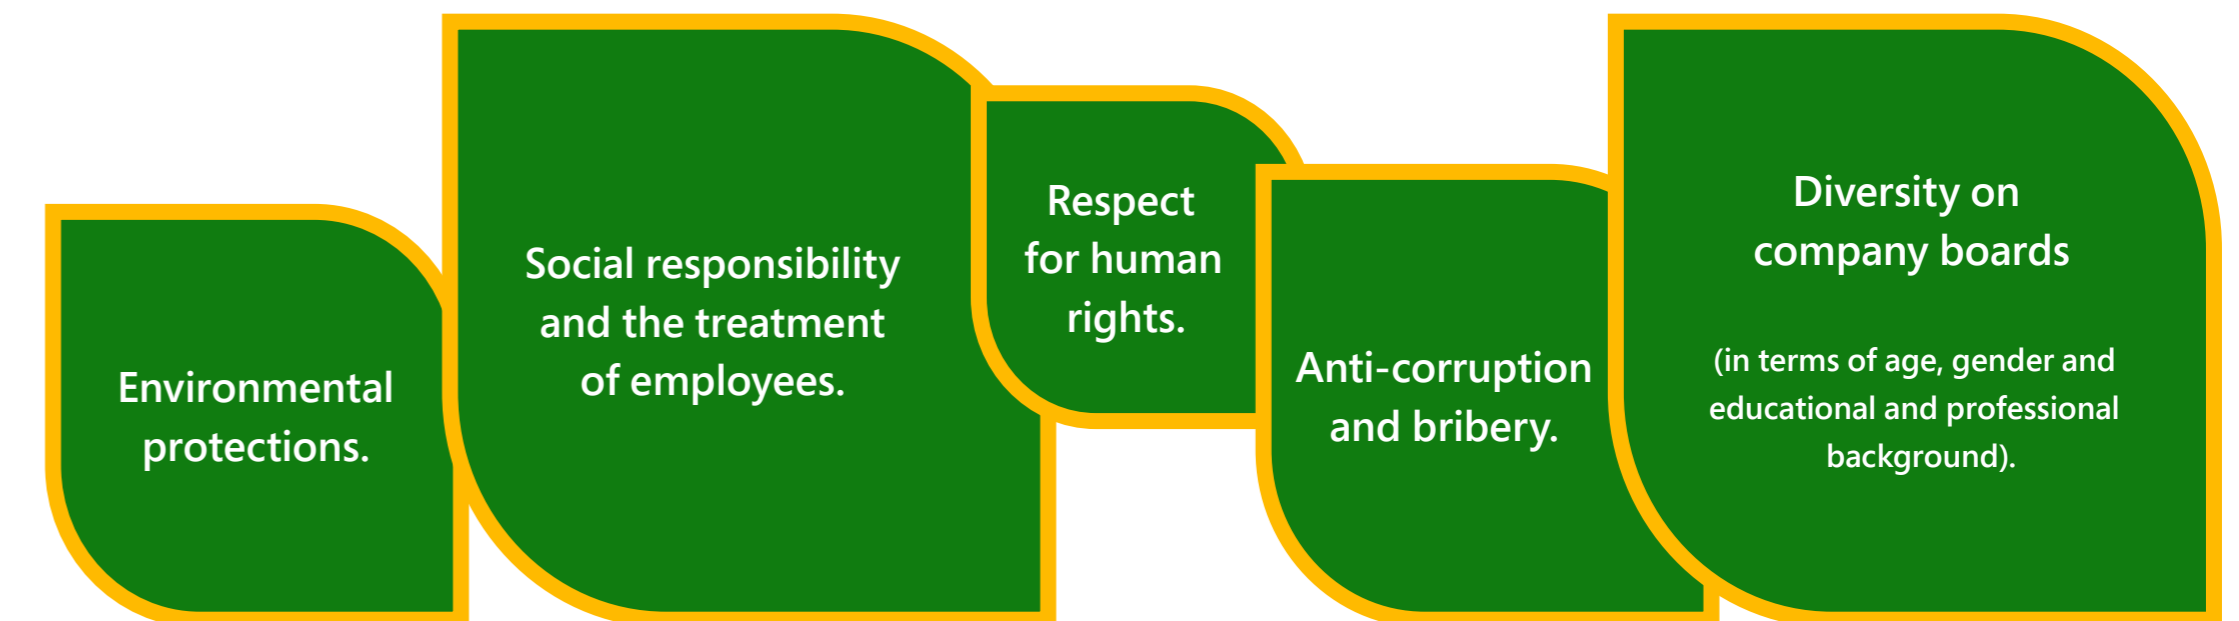 Environmental
protections.
Social responsibility
and the treatment
of employees.
Respect
for human
rights.
Anti-corruption
and bribery.
Diversity on
company boards
(in terms of age, gender and
educational and professional
background).